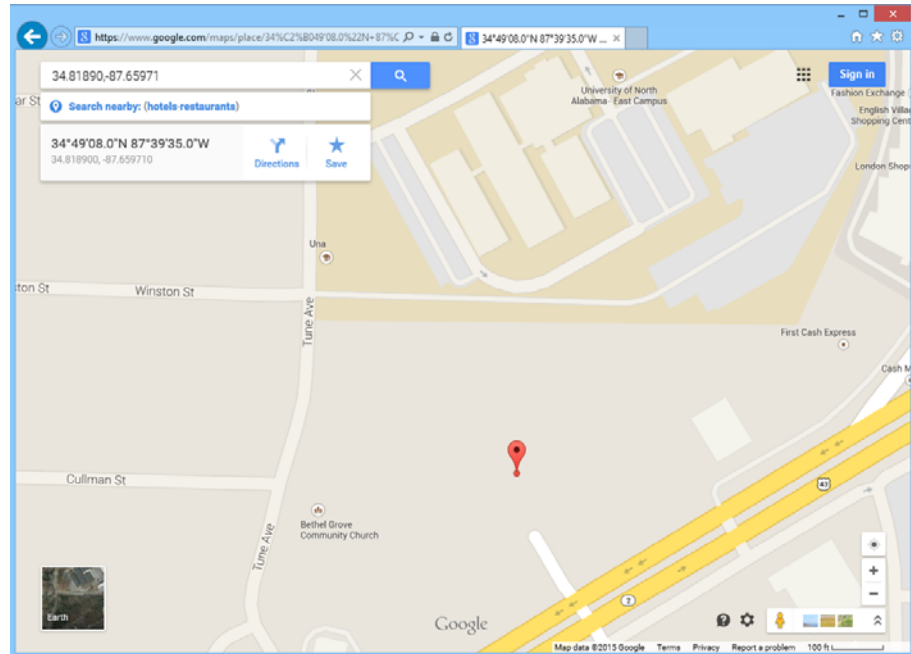 https://www.google.com/maps/place/34%C2%B049'08.0%22N+87%C
34°49'08.0"N 87°39'35.0"W ...
34.81890,-87.65971
Sign in
Search nearby: (hotels restaurants)
34°49'08.0"N 87°39'35.0"W
34.818900, -87.659710
Directions
Save
University of North
Alabama- East Campus
Fashion Exchange
English Villa
Shopping Cent
London Shop
ar St
Una
ton St
Winston St
Tune Ave
First Cash Express
Cash M
Cullman St
43
Bethel Grove
Community Church
Tune Ave
2
Earth
Google
Map data ©2015 Google
Terms
Privacy
Report a problem
100 ft